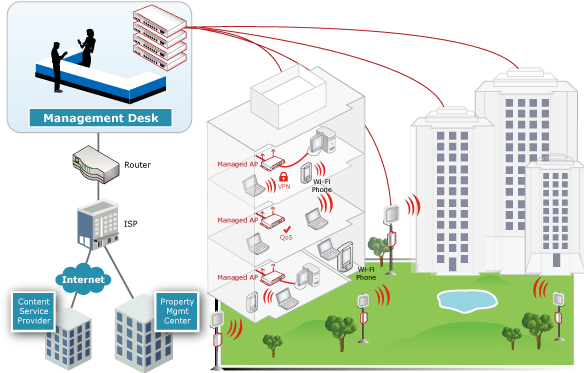 Management Desk
Router
ISP
Internet
Content
Service
Provider
Property
Mgmt
Center
Managed AP
VPN
Wi-Fi
Phone
Managed AP
QoS
Managed AP
Wi-Fi
Phone